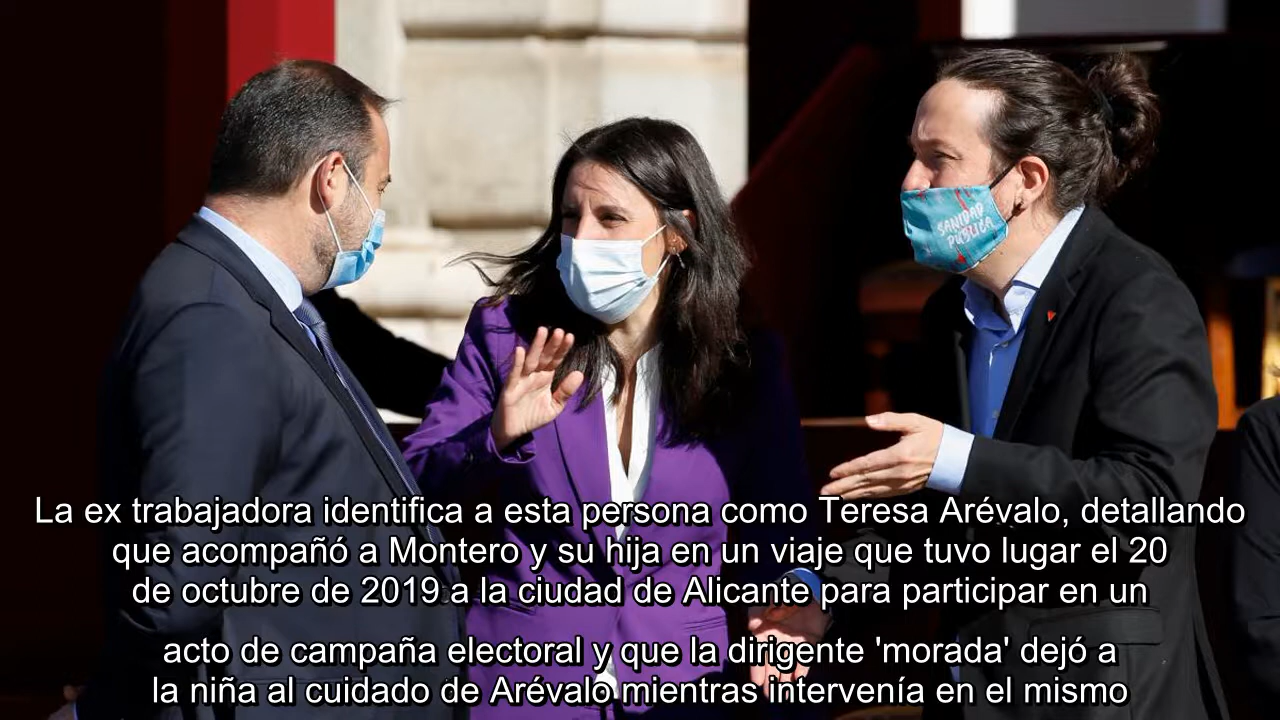 SANIDAD
PÚBLICA
La ex trabajadora identifica a esta persona como Teresa Arévalo, detallando
que acompañó a Montero y su hija en un viaje que tuvo lugar el 20
de octubre de 2019 a la ciudad de Alicante para participar en un
acto de campaña electoral y que la dirigente 'morada' dejó a
la niña al cuidado de Arévalo mientras intervenía en el mismo